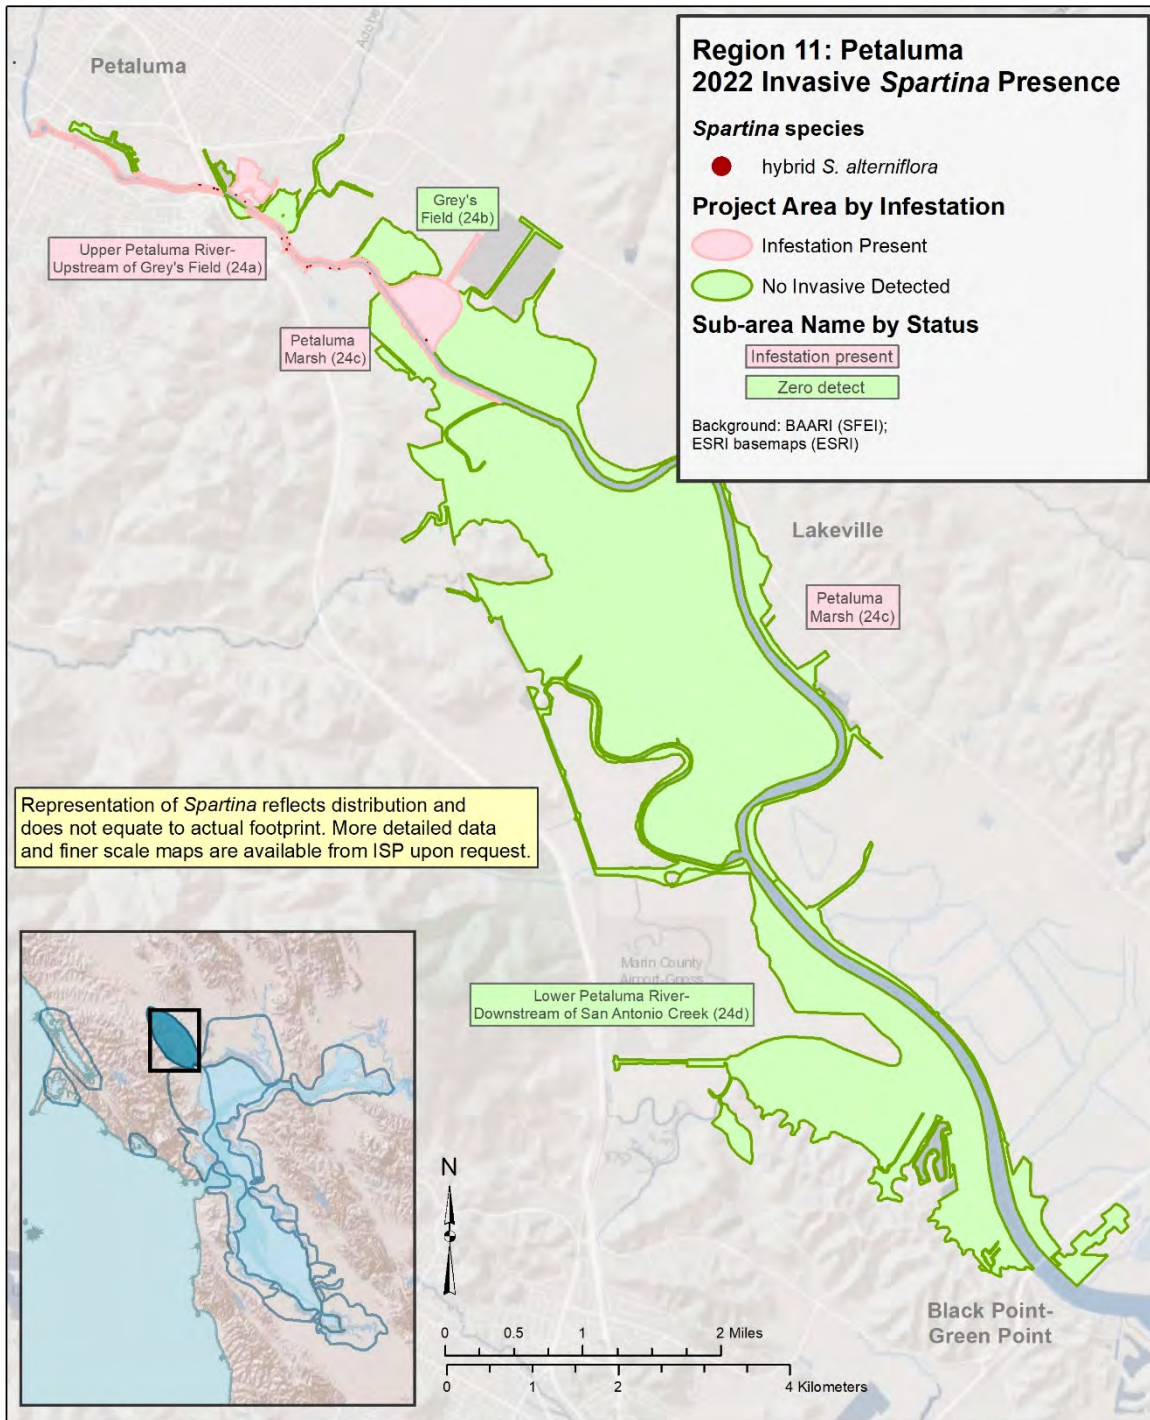 Petaluma
Adobe
Region 11: Petaluma
2022 Invasive Spartina Presence
Spartina species
hybrid S. alterniflora
Project Area by Infestation
Infestation Present
No Invasive Detected
Sub-area Name by Status
Infestation present
Zero detect
Background: BAARI (SFEI);
ESRI basemaps (ESRI)
Grey's
Field (24b)
Upper Petaluma River-
Upstream of Grey's Field (24a)
Petaluma
Marsh (24c)
Lakeville
Petaluma
Marsh (24c)
Representation of Spartina reflects distribution and
does not equate to actual footprint. More detailed data
and finer scale maps are available from ISP upon request.
Marin County
Airport-Gnoss
Lower Petaluma River-
Downstream of San Antonio Creek (24d)
N
Black Point-
Green Point
0 0.5 1 2 Miles
0 1 2 4 Kilometers